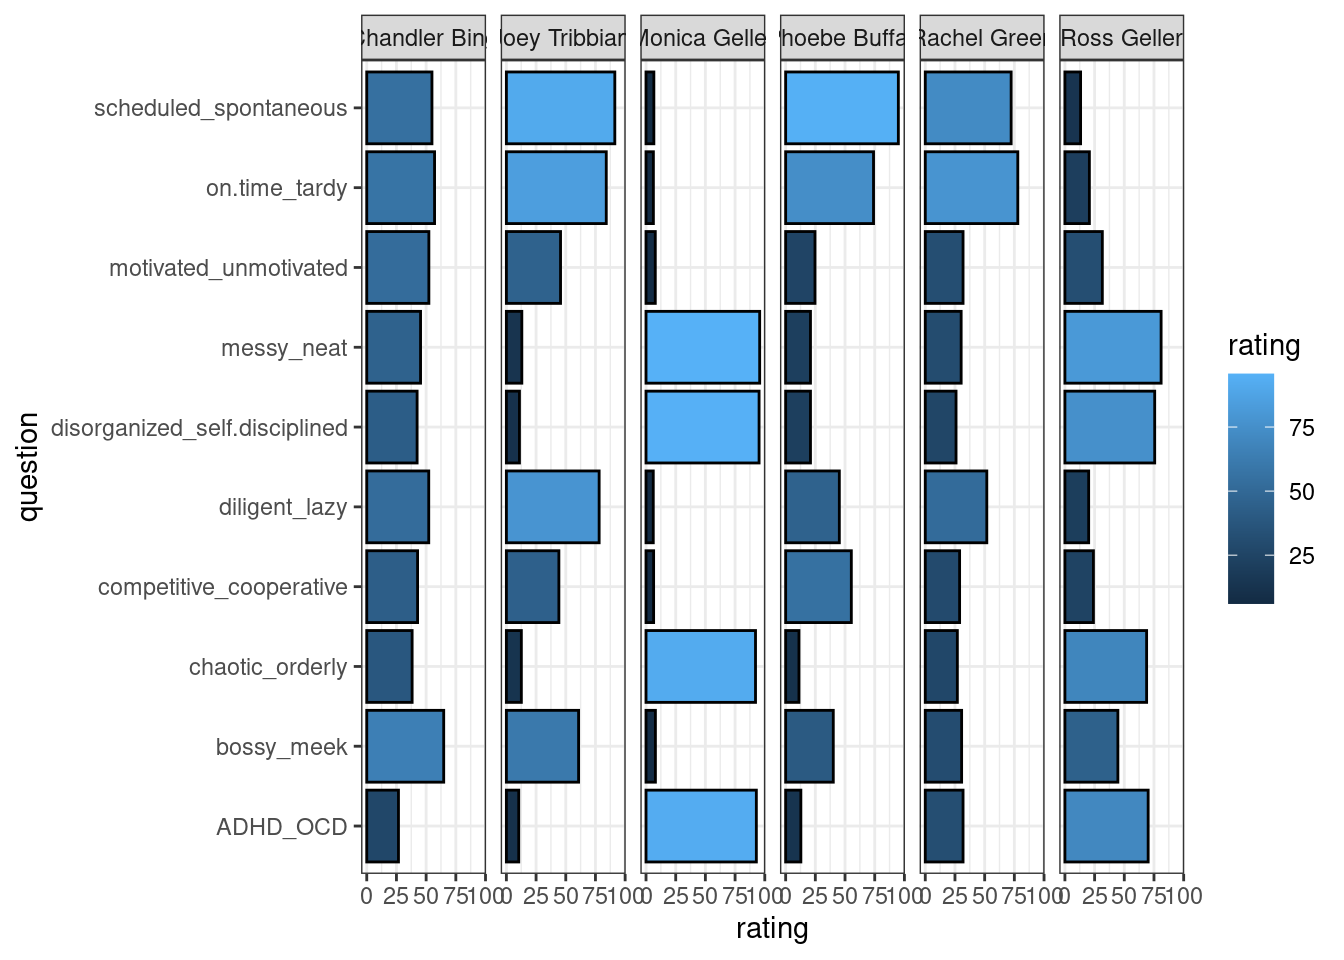 Chandler Bing
Joey Tribbiani
Monica Geller
Phoebe Buffay
Rachel Green
Ross Geller
scheduled_spontaneous
on.time_tardy
motivated_unmotivated
messy_neat
disorganized_self.disciplined
diligent_lazy
competitive_cooperative
chaotic_orderly
bossy_meek
ADHD_OCD
question
0 25 50 75 100
0 25 50 75 100
0 25 50 75 100
0 25 50 75 100
0 25 50 75 100
0 25 50 75 100
rating
rating
75
50
25